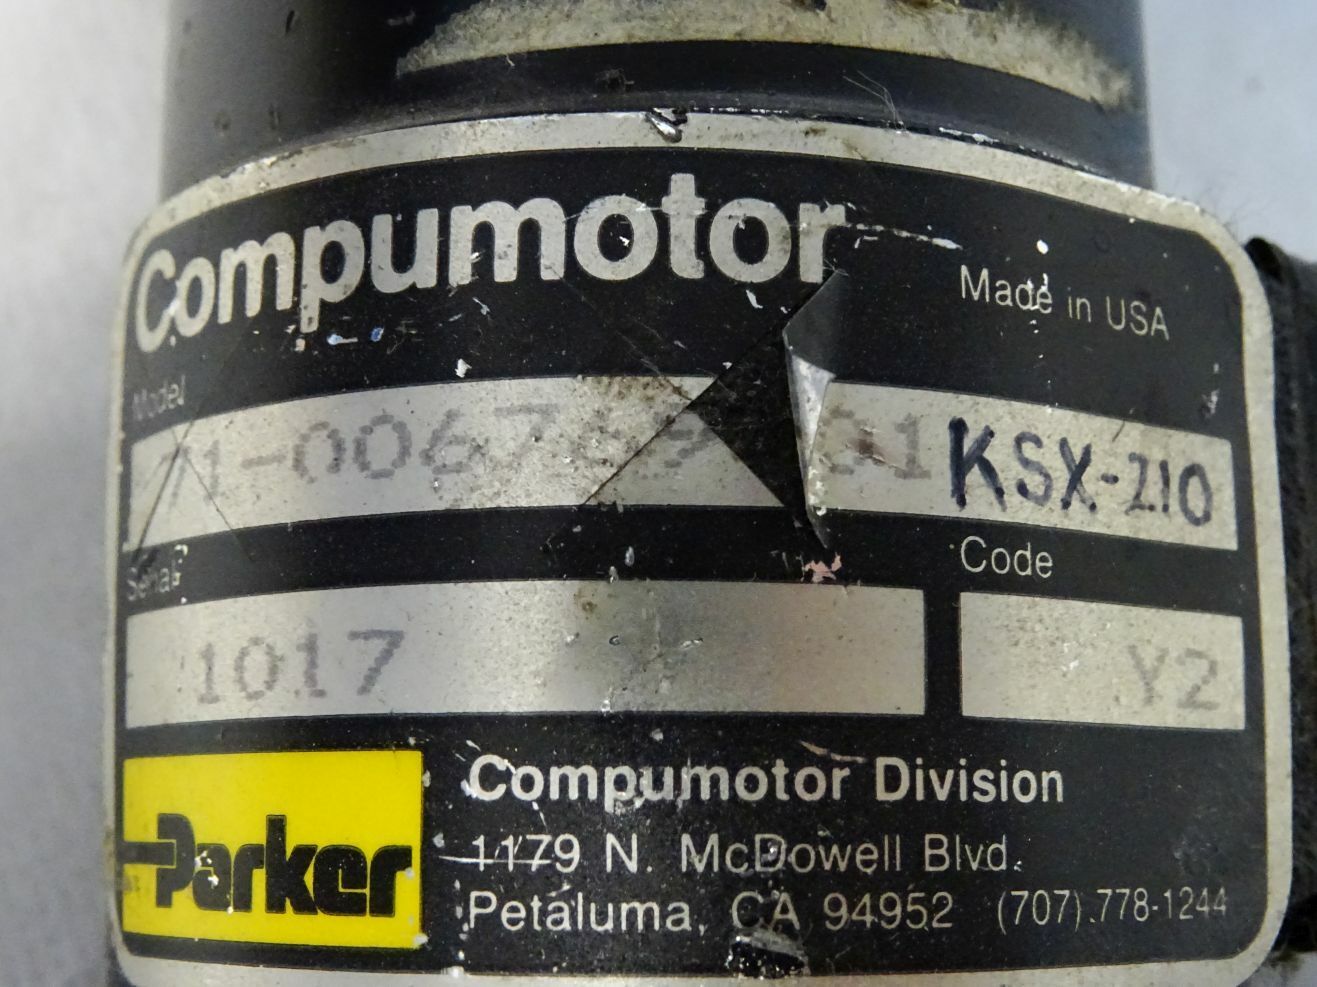 Compumotor
Made in USA
Model
KSX-210
Serial
Code
1017
Y2
Parker
Compumotor Division
1179 N. McDowell Blvd.
Petaluma, CA 94952 (707) 778-1244